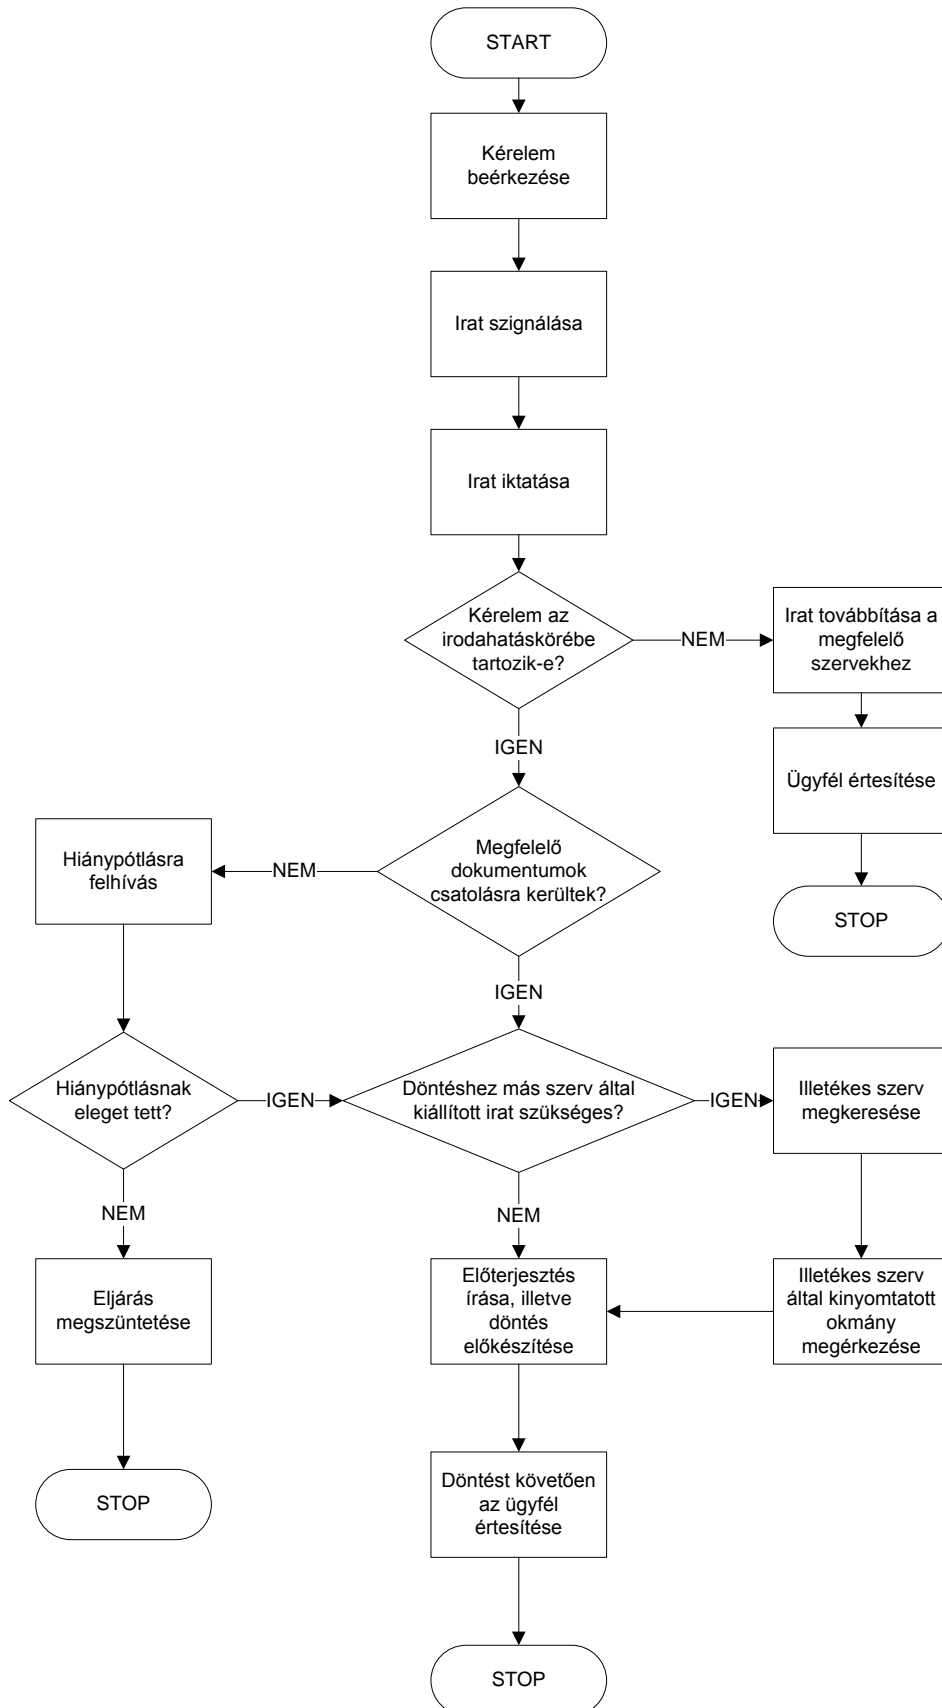 START
Kérelem
beérkezése
Irat szignálása
Irat iktatása
Kérelem az
irodahatáskörébe
tartozik-e?
NEM
Irat továbbítása a
megfelelő
szervekhez
IGEN
Ügyfél értesítése
STOP
Megfelelő
dokumentumok
csatolásra kerültek?
NEM
Hiánypótlásra
felhívás
IGEN
Hiánypótlásnak
eleget tett?
IGEN
Döntéshez más szerv által
kiállított irat szükséges?
IGEN
Illetékes szerv
megkeresése
NEM
NEM
Eljárás
megszüntetése
Előterjesztés
írása, illetve
döntés
előkészítése
Illetékes szerv
által kinyomtatott
okmány
megérkezése
STOP
Döntést követően
az ügyfél
értesítése
STOP